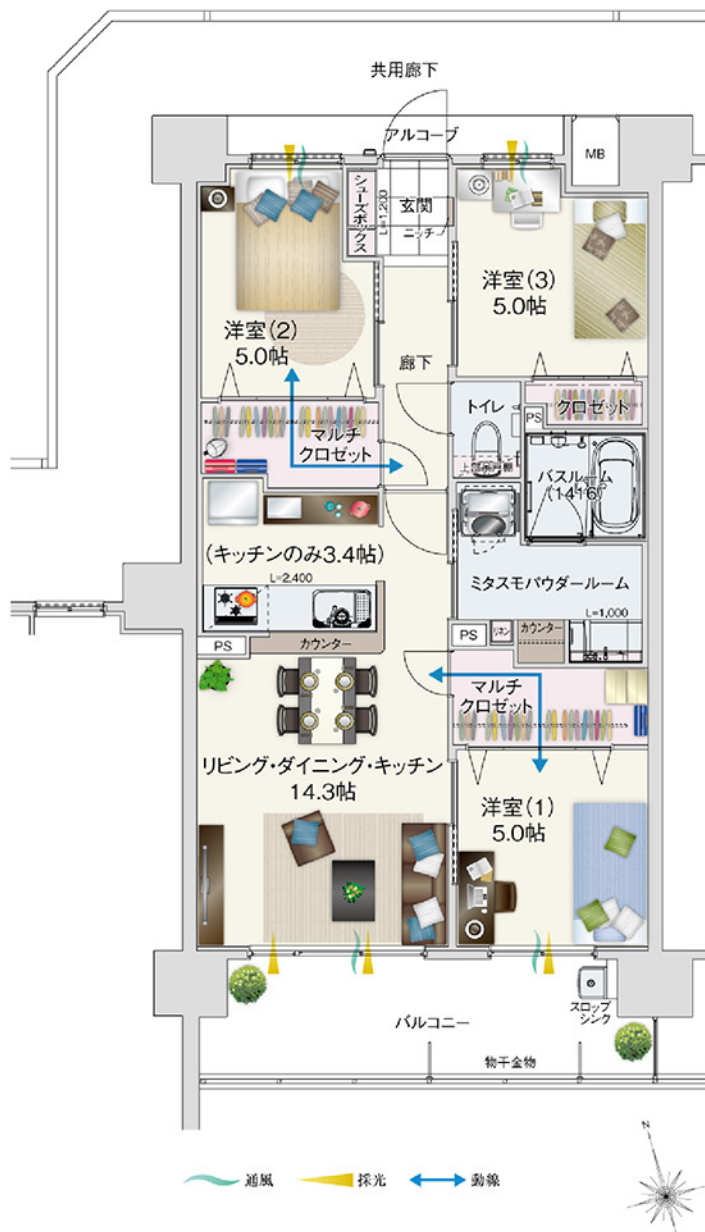 共用廊下
アルコーブ
MB
シューズボックス
L=1,200
玄関
ニッチ
洋室(3)
5.0帖
洋室(2)
5.0帖
廊下
トイレ
PS
クロゼット
マルチ
クロゼット
上部吊戸棚
バスルーム
(1416)
(キッチンのみ3.4帖)
L=2,400
ミタスモパウダールーム
L=1,000
PS
カウンター
PS
リネン
カウンター
マルチ
クロゼット
リビング・ダイニング・キッチン
14.3帖
洋室(1)
5.0帖
スロップ
シンク
バルコニー
物干金物
N
通風
採光
動線